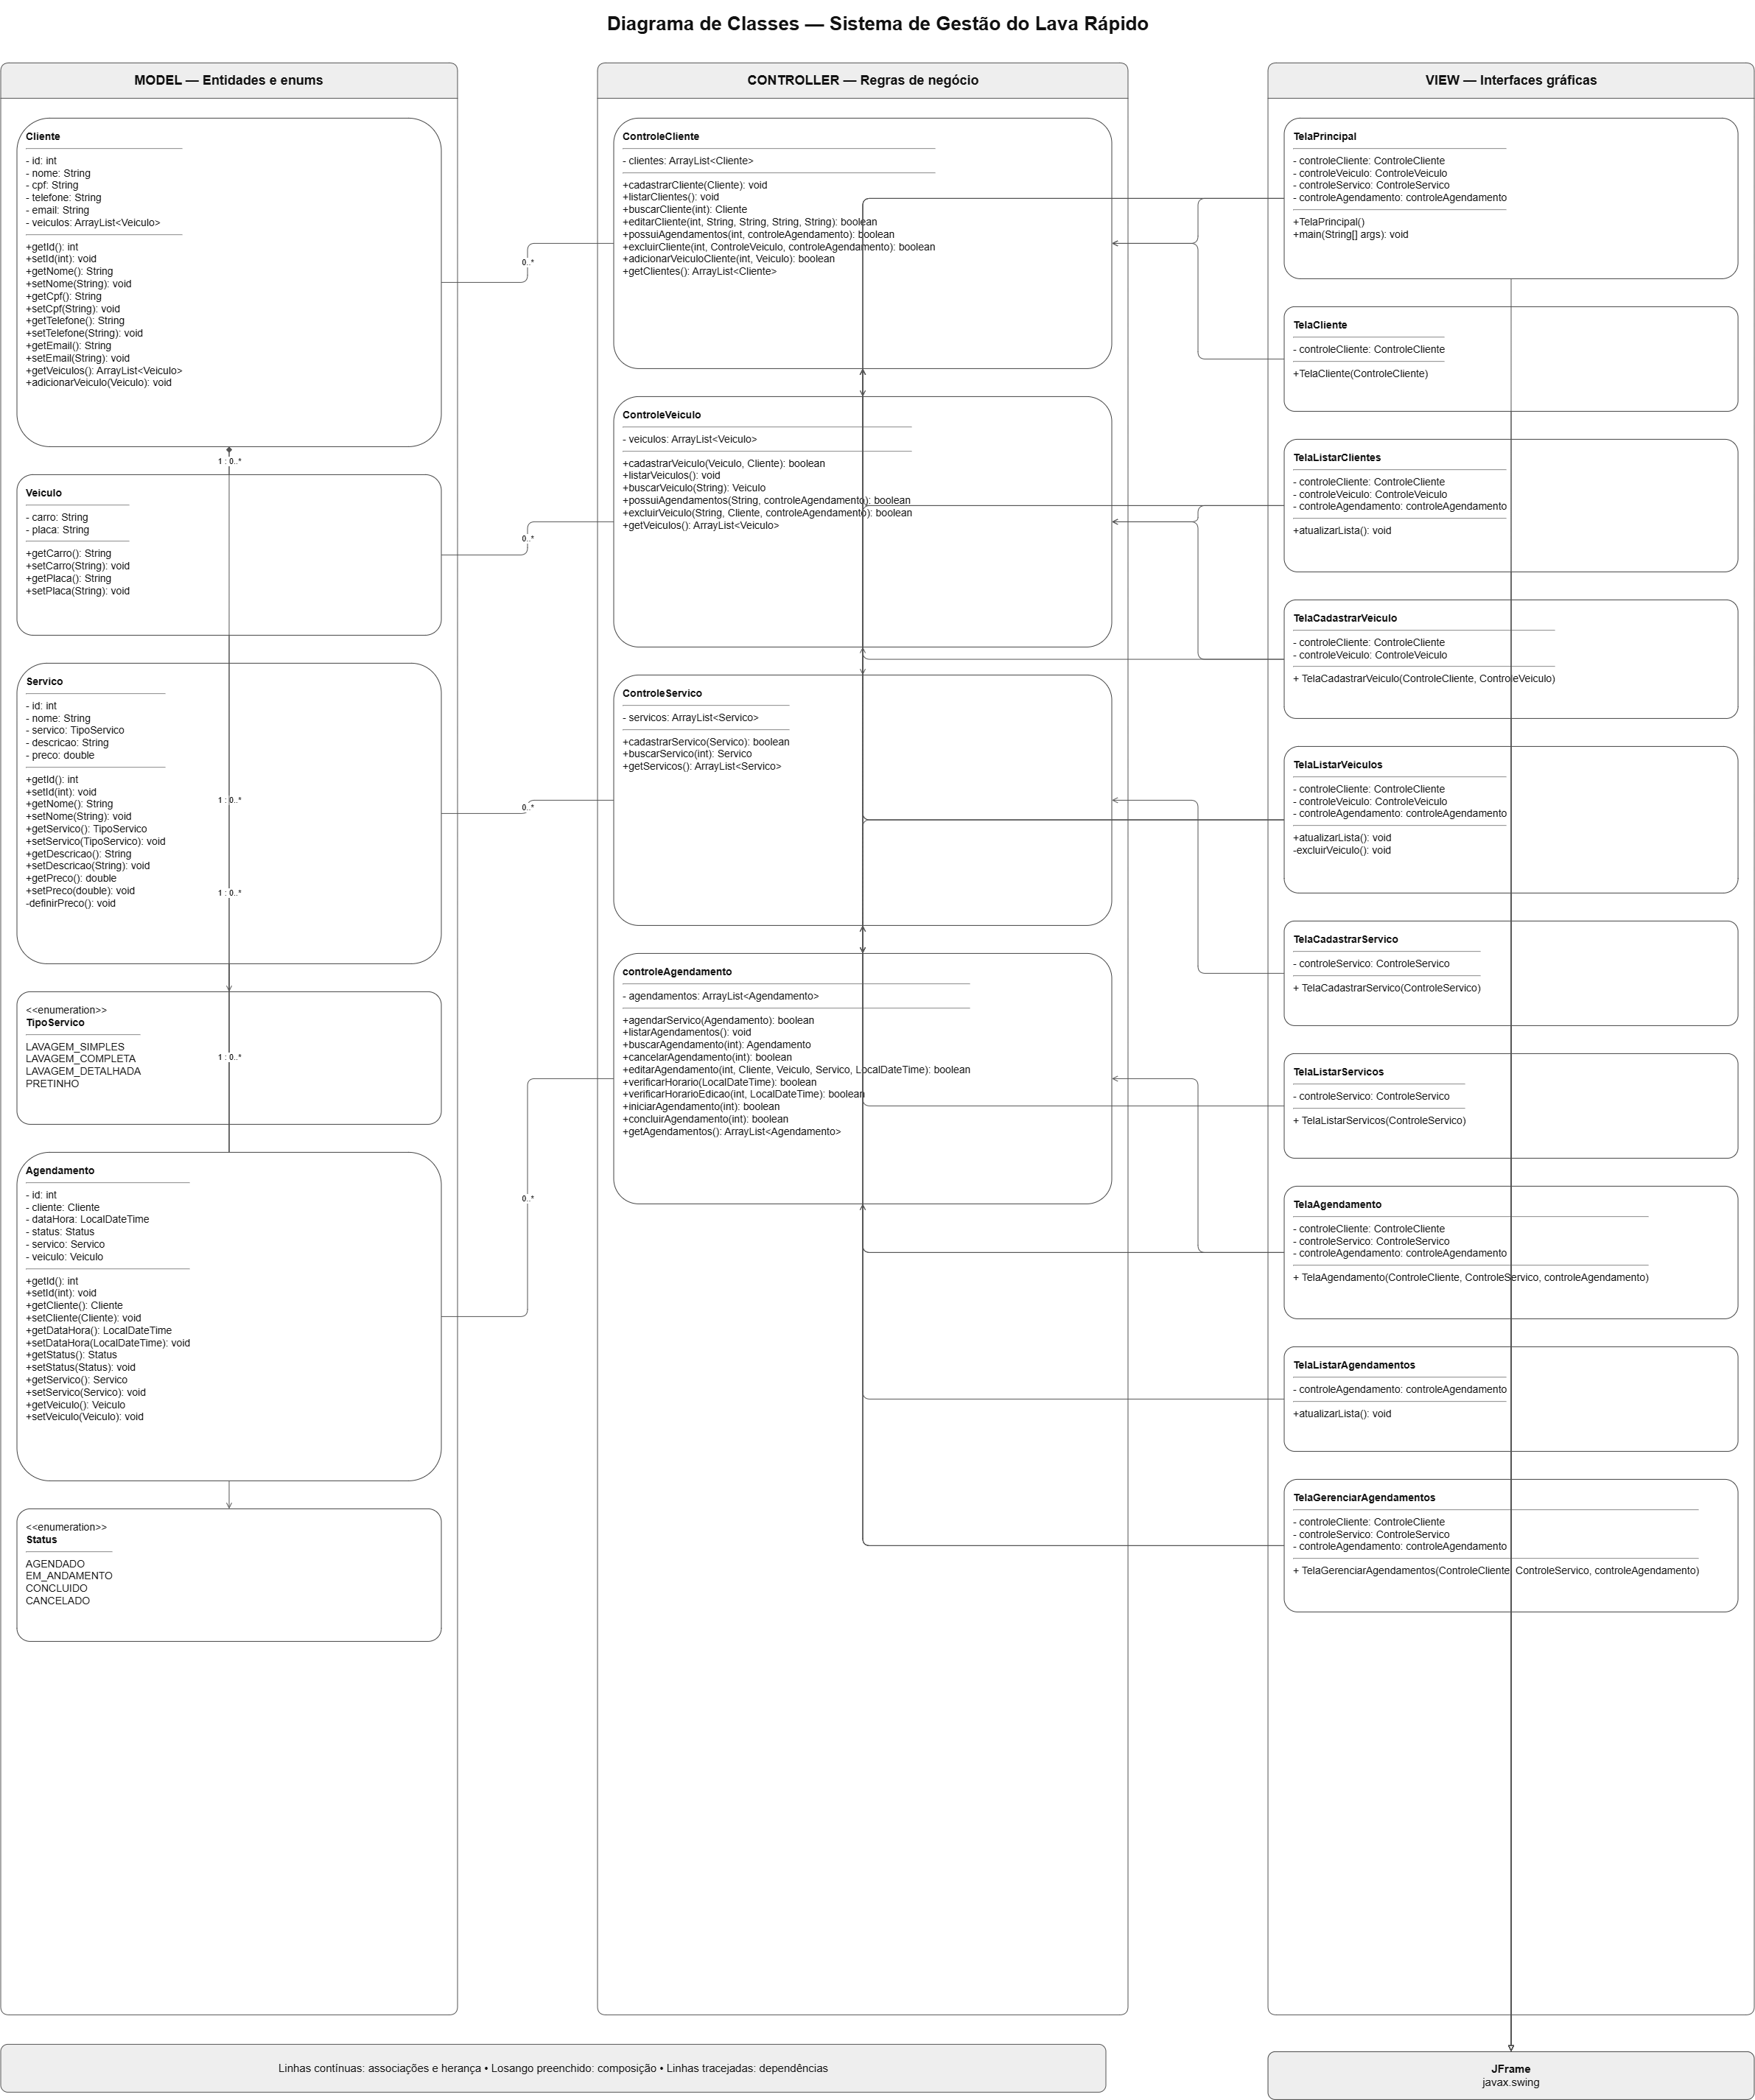 Diagrama de Classes — Sistema de Gestão do Lava Rápido
MODEL — Entidades e enums
Cliente
- id: int
- nome: String
- cpf: String
- telefone: String
- email: String
- veiculos: ArrayList<Veiculo>
+getId(): int
+setId(int): void
+getNome(): String
+setNome(String): void
+getCpf(): String
+setCpf(String): void
+getTelefone(): String
+setTelefone(String): void
+getEmail(): String
+setEmail(String): void
+getVeiculos(): ArrayList<Veiculo>
+adicionarVeiculo(Veiculo): void
1 : 0..*
Veiculo
- carro: String
- placa: String
+getCarro(): String
+setCarro(String): void
+getPlaca(): String
+setPlaca(String): void
Servico
- id: int
- nome: String
- servico: TipoServico
- descricao: String
- preco: double
+getId(): int
+setId(int): void
+getNome(): String
+setNome(String): void
+getServico(): TipoServico
+setServico(TipoServico): void
+getDescricao(): String
+setDescricao(String): void
+getPreco(): double
+setPreco(double): void
-definirPreco(): void
1 : 0..*
1 : 0..*
<<enumeration>>
TipoServico
LAVAGEM_SIMPLES
LAVAGEM_COMPLETA
LAVAGEM_DETALHADA
PRETINHO
1 : 0..*
Agendamento
- id: int
- cliente: Cliente
- dataHora: LocalDateTime
- status: Status
- servico: Servico
- veiculo: Veiculo
+getId(): int
+setId(int): void
+getCliente(): Cliente
+setCliente(Cliente): void
+getDataHora(): LocalDateTime
+setDataHora(LocalDateTime): void
+getStatus(): Status
+setStatus(Status): void
+getServico(): Servico
+setServico(Servico): void
+getVeiculo(): Veiculo
+setVeiculo(Veiculo): void
<<enumeration>>
Status
AGENDADO
EM_ANDAMENTO
CONCLUIDO
CANCELADO
0..*
0..*
0..*
0..*
CONTROLLER — Regras de negócio
ControleCliente
- clientes: ArrayList<Cliente>
+cadastrarCliente(Cliente): void
+listarClientes(): void
+buscarCliente(int): Cliente
+editarCliente(int, String, String, String, String): boolean
+possuiAgendamentos(int, controleAgendamento): boolean
+excluirCliente(int, ControleVeiculo, controleAgendamento): boolean
+adicionarVeiculoCliente(int, Veiculo): boolean
+getClientes(): ArrayList<Cliente>
ControleVeiculo
- veiculos: ArrayList<Veiculo>
+cadastrarVeiculo(Veiculo, Cliente): boolean
+listarVeiculos(): void
+buscarVeiculo(String): Veiculo
+possuiAgendamentos(String, controleAgendamento): boolean
+excluirVeiculo(String, Cliente, controleAgendamento): boolean
+getVeiculos(): ArrayList<Veiculo>
ControleServico
- servicos: ArrayList<Servico>
+cadastrarServico(Servico): boolean
+buscarServico(int): Servico
+getServicos(): ArrayList<Servico>
controleAgendamento
- agendamentos: ArrayList<Agendamento>
+agendarServico(Agendamento): boolean
+listarAgendamentos(): void
+buscarAgendamento(int): Agendamento
+cancelarAgendamento(int): boolean
+editarAgendamento(int, Cliente, Veiculo, Servico, LocalDateTime): boolean
+verificarHorario(LocalDateTime): boolean
+verificarHorarioEdicao(int, LocalDateTime): boolean
+iniciarAgendamento(int): boolean
+concluirAgendamento(int): boolean
+getAgendamentos(): ArrayList<Agendamento>
VIEW — Interfaces gráficas
TelaPrincipal
- controleCliente: ControleCliente
- controleVeiculo: ControleVeiculo
- controleServico: ControleServico
- controleAgendamento: controleAgendamento
+TelaPrincipal()
+main(String[] args): void
TelaCliente
- controleCliente: ControleCliente
+TelaCliente(ControleCliente)
TelaListarClientes
- controleCliente: ControleCliente
- controleVeiculo: ControleVeiculo
- controleAgendamento: controleAgendamento
+atualizarLista(): void
TelaCadastrarVeiculo
- controleCliente: ControleCliente
- controleVeiculo: ControleVeiculo
+ TelaCadastrarVeiculo(ControleCliente, ControleVeiculo)
TelaListarVeiculos
- controleCliente: ControleCliente
- controleVeiculo: ControleVeiculo
- controleAgendamento: controleAgendamento
+atualizarLista(): void
-excluirVeiculo(): void
TelaCadastrarServico
- controleServico: ControleServico
+ TelaCadastrarServico(ControleServico)
TelaListarServicos
- controleServico: ControleServico
+ TelaListarServicos(ControleServico)
TelaAgendamento
- controleCliente: ControleCliente
- controleServico: ControleServico
- controleAgendamento: controleAgendamento
+ TelaAgendamento(ControleCliente, ControleServico, controleAgendamento)
TelaListarAgendamentos
- controleAgendamento: controleAgendamento
+atualizarLista(): void
TelaGerenciarAgendamentos
- controleCliente: ControleCliente
- controleServico: ControleServico
- controleAgendamento: controleAgendamento
+ TelaGerenciarAgendamentos(ControleCliente, ControleServico, controleAgendamento)
Linhas contínuas: associações e herança • Losango preenchido: composição • Linhas tracejadas: dependências
JFrame
javax.swing